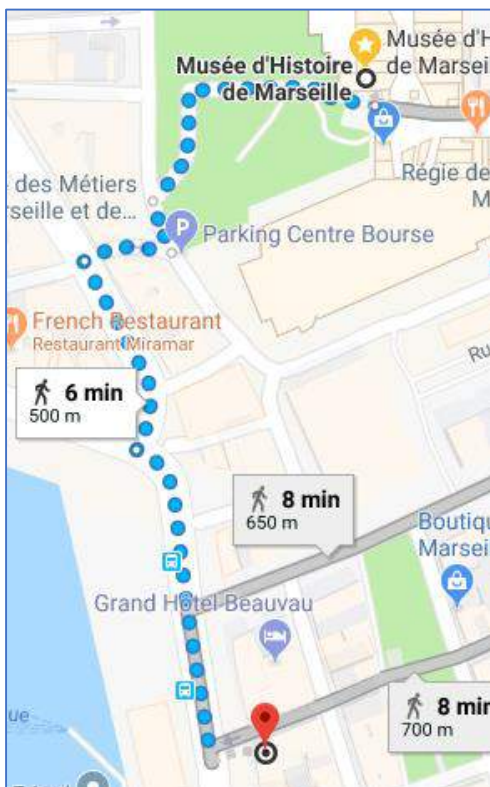 Musée d'H
de Marsei
Musée d'Histoire
de Marseille
Régie de
M
des Métiers
rseille et de...
P
Parking Centre Bourse
French Restaurant
Restaurant Miramar
Ru
6 min
500 m
8 min
650 m
Boutiq
Marsei
Grand Hôtel Beauvau
8 min
700 m
ue